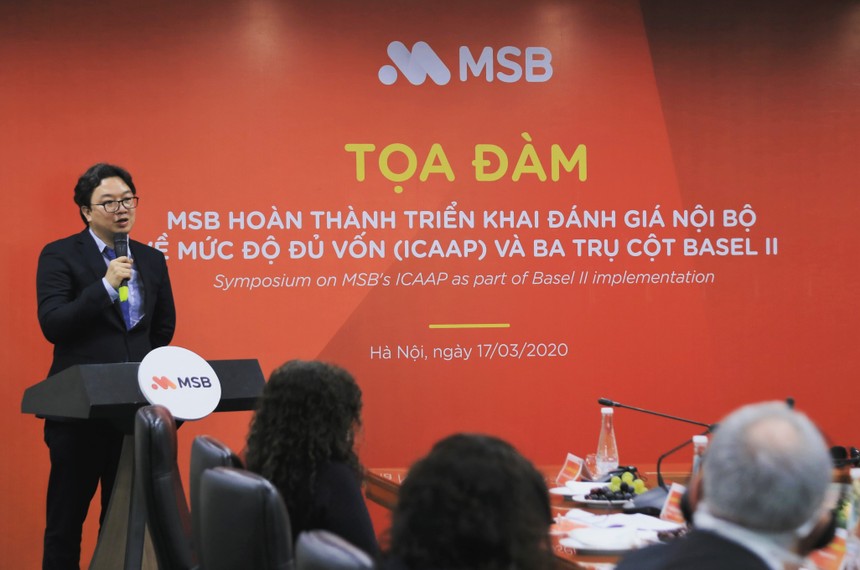 MSB
TỌA ĐÀM
MSB HOÀN THÀNH TRIỂN KHAI ĐÁNH GIÁ NỘI BỘ
VỀ MỨC ĐỘ ĐỦ VỐN (ICAAP) VÀ BA TRỤ CỘT BASEL II
Symposium on MSB's ICAAP as part of Basel II implementation
Hà Nội, ngày 17/03/2020
MSB